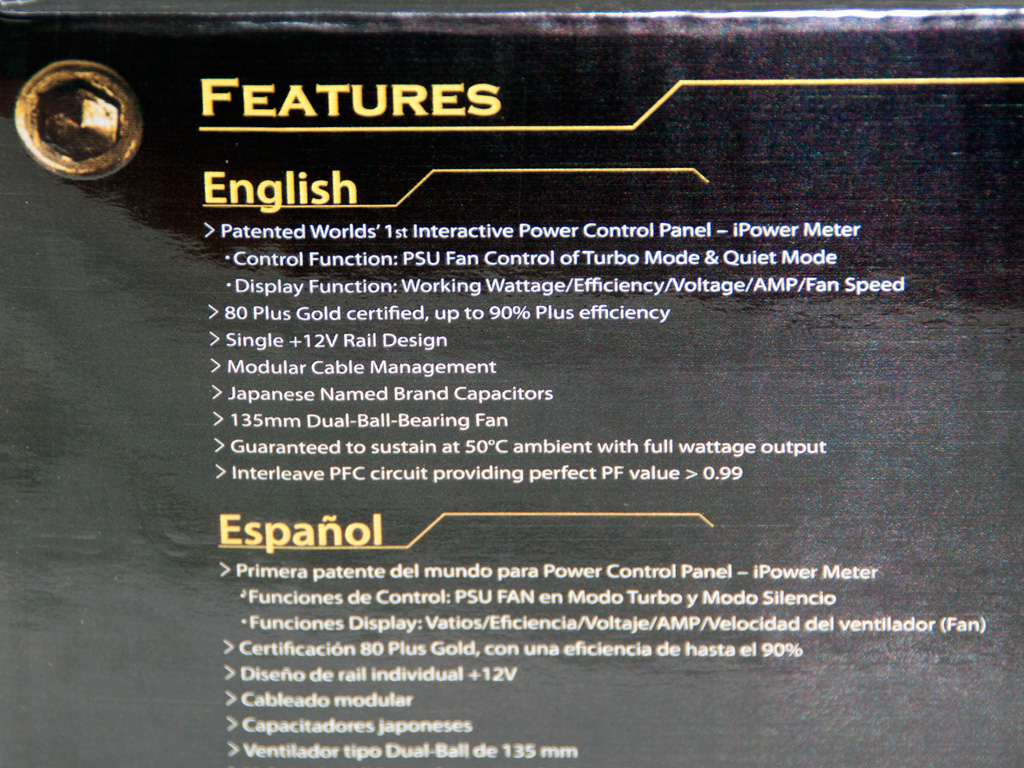 FEATURES
English
> Patented Worlds' 1st Interactive Power Control Panel – iPower Meter
·Control Function: PSU Fan Control of Turbo Mode & Quiet Mode
·Display Function: Working Wattage/Efficiency/Voltage/AMP/Fan Speed
> 80 Plus Gold certified, up to 90% Plus efficiency
> Single +12V Rail Design
> Modular Cable Management
> Japanese Named Brand Capacitors
> 135mm Dual-Ball-Bearing Fan
> Guaranteed to sustain at 50°C ambient with full wattage output
> Interleave PFC circuit providing perfect PF value > 0.99
Español
> Primera patente del mundo para Power Control Panel – iPower Meter
·Funciones de Control: PSU FAN en Modo Turbo y Modo Silencio
·Funciones Display: Vatios/Eficiencia/Voltaje/AMP/Velocidad del ventilador (Fan)
> Certificación 80 Plus Gold, con una eficiencia de hasta el 90%
> Diseño de rail individual +12V
> Cableado modular
> Capacitadores japoneses
> Ventilador tipo Dual-Ball de 135 mm